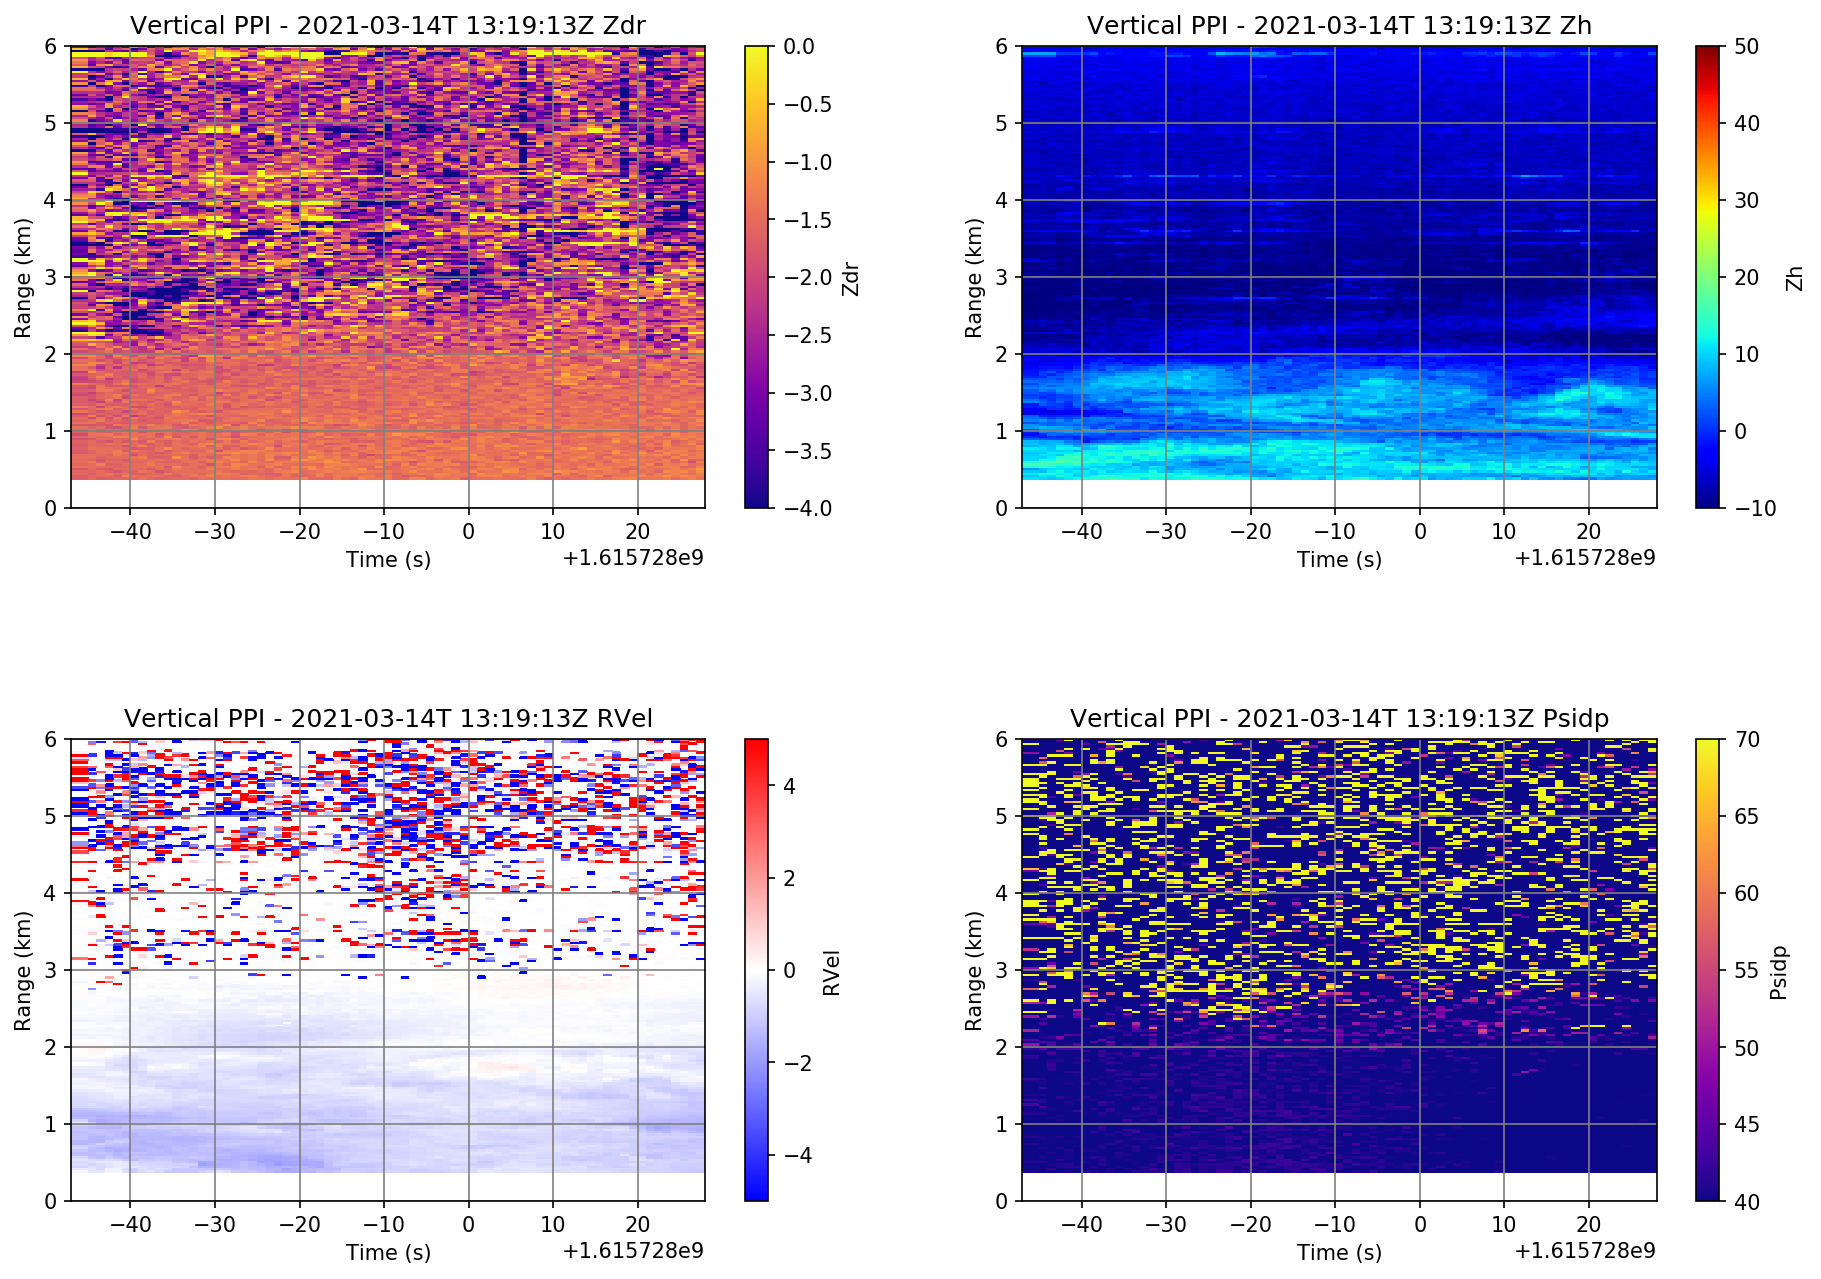 Vertical PPI - 2021-03-14T 13:19:13Z Zdr
6
5
4
3
2
1
0
Range (km)
−40 −30 −20 −10 0 10 20
Time (s)
+1.615728e9
0.0
−0.5
−1.0
−1.5
−2.0
−2.5
−3.0
−3.5
−4.0
Zdr
Vertical PPI - 2021-03-14T 13:19:13Z Zh
6
5
4
3
2
1
0
Range (km)
−40 −30 −20 −10 0 10 20
Time (s)
+1.615728e9
50
40
30
20
10
0
−10
Zh
Vertical PPI - 2021-03-14T 13:19:13Z RVel
6
5
4
3
2
1
0
Range (km)
−40 −30 −20 −10 0 10 20
Time (s)
+1.615728e9
4
2
0
−2
−4
RVel
Vertical PPI - 2021-03-14T 13:19:13Z Psidp
6
5
4
3
2
1
0
Range (km)
−40 −30 −20 −10 0 10 20
Time (s)
+1.615728e9
70
65
60
55
50
45
40
Psidp